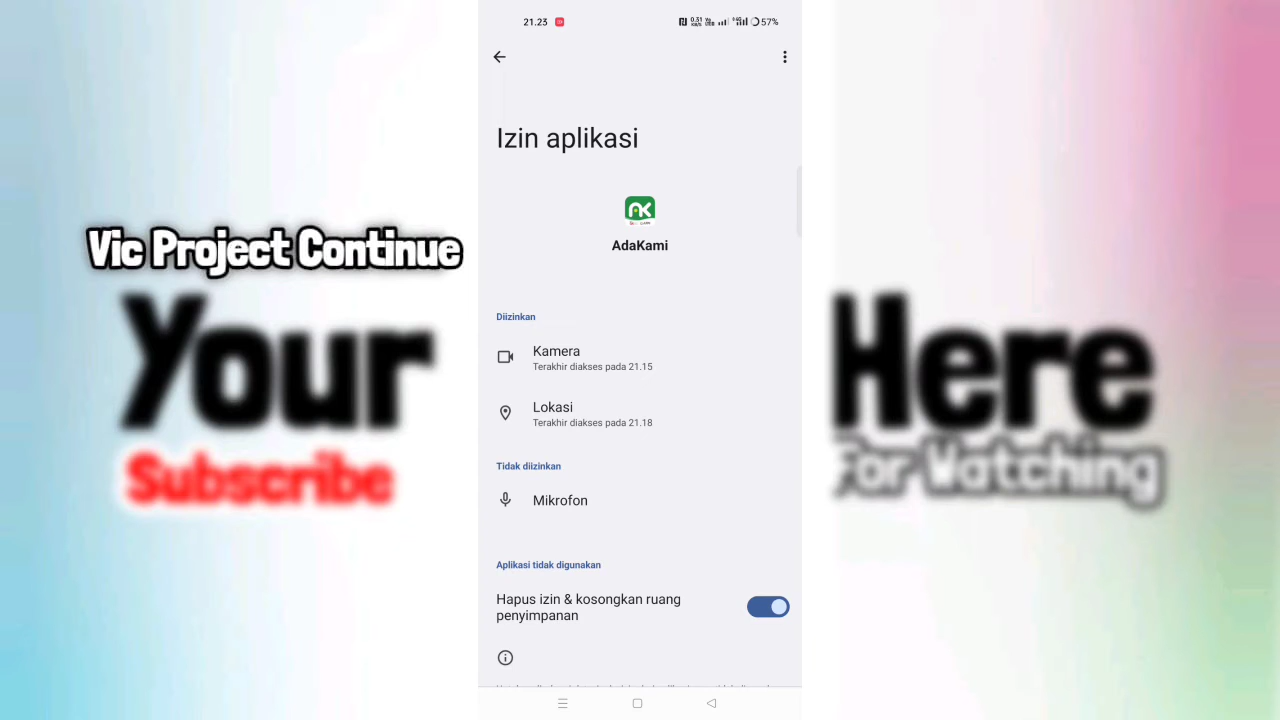 21.23
57%
Izin aplikasi
AdaKami
Diizinkan
Kamera
Terakhir diakses pada 21.15
Lokasi
Terakhir diakses pada 21.18
Tidak diizinkan
Mikrofon
Aplikasi tidak digunakan
Hapus izin & kosongkan ruang
penyimpanan
Vic Project Continue
Your
Subscribe
Here
For Watching